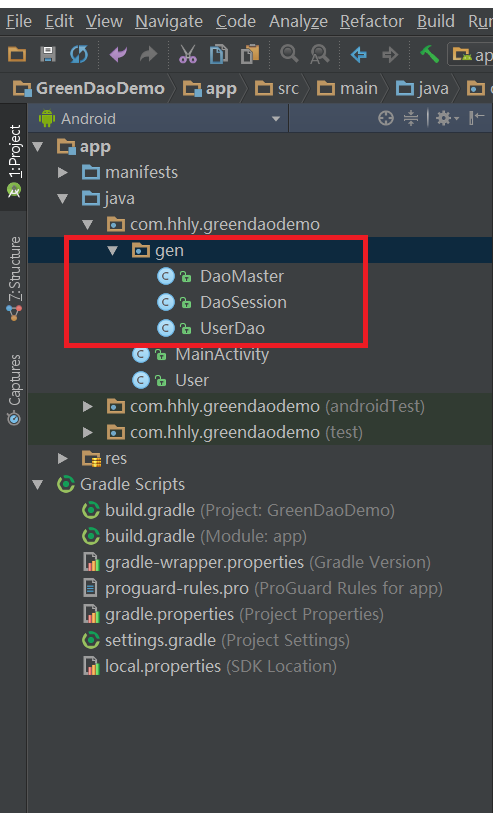 File Edit View Navigate Code Analyze Refactor Build Ru
ap
GreenDaoDemo app src main java
Android
1: Project
app
manifests
java
com.hhly.greendaodemo
gen
DaoMaster
DaoSession
UserDao
MainActivity
User
com.hhly.greendaodemo (androidTest)
com.hhly.greendaodemo (test)
res
Gradle Scripts
build.gradle (Project: GreenDaoDemo)
build.gradle (Module: app)
gradle-wrapper.properties (Gradle Version)
proguard-rules.pro (ProGuard Rules for app)
gradle.properties (Project Properties)
settings.gradle (Project Settings)
local.properties (SDK Location)
Z: Structure
Captures